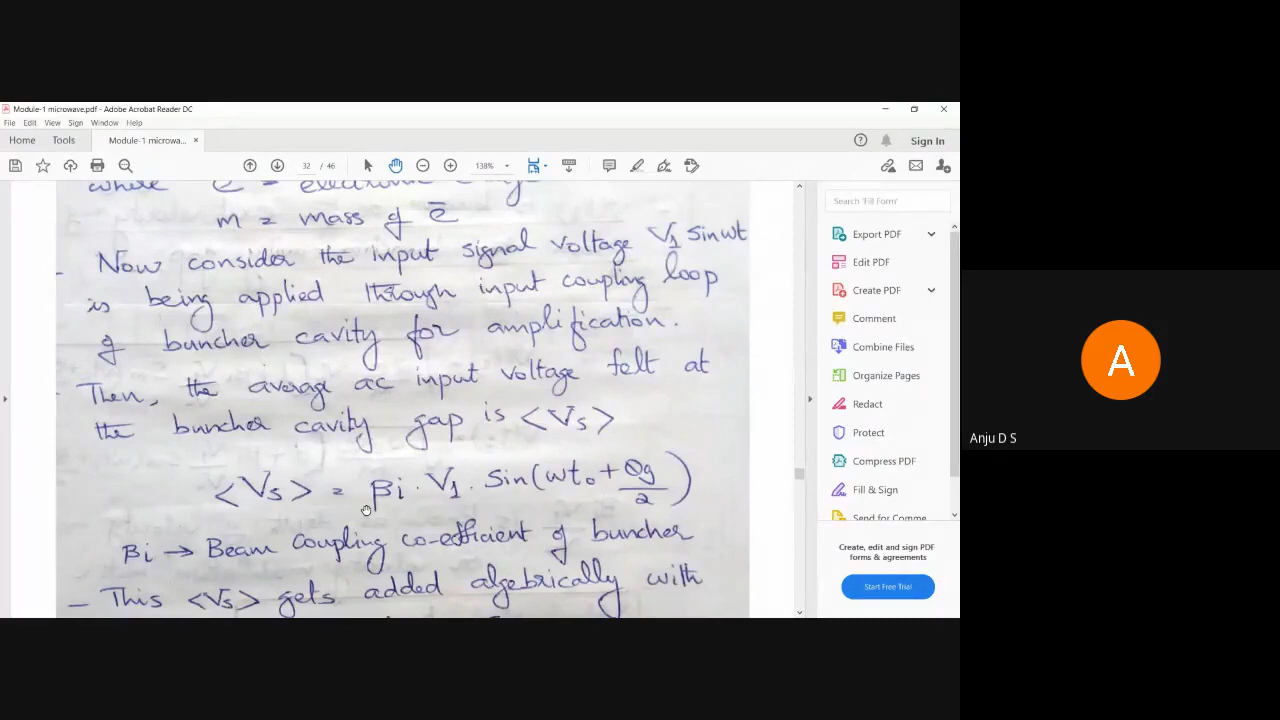 Module-1 microwave.pdf - Adobe Acrobat Reader DC
File Edit View Sign Window Help
Home Tools Module-1 microwa... ×
Sign In
32 / 46 138%
Search 'Fill Form'
where e = electronic
m = mass of ē
- Now consider the input signal voltage V₁ sinωt
is being applied through input coupling loop
of buncher cavity for amplification.
- Then, the average ac input voltage felt at
the buncher cavity gap is <Vs>
<Vs> = βi · V₁ · Sin(ωt₀ + θg/2)
βi → Beam coupling co-efficient of buncher
- This <Vs> gets added algebrically with
Export PDF
Edit PDF
Create PDF
Comment
Combine Files
Organize Pages
Redact
Protect
Compress PDF
Fill & Sign
Send for Comme
Create, edit and sign PDF
forms & agreements
Start Free Trial
A
Anju D S